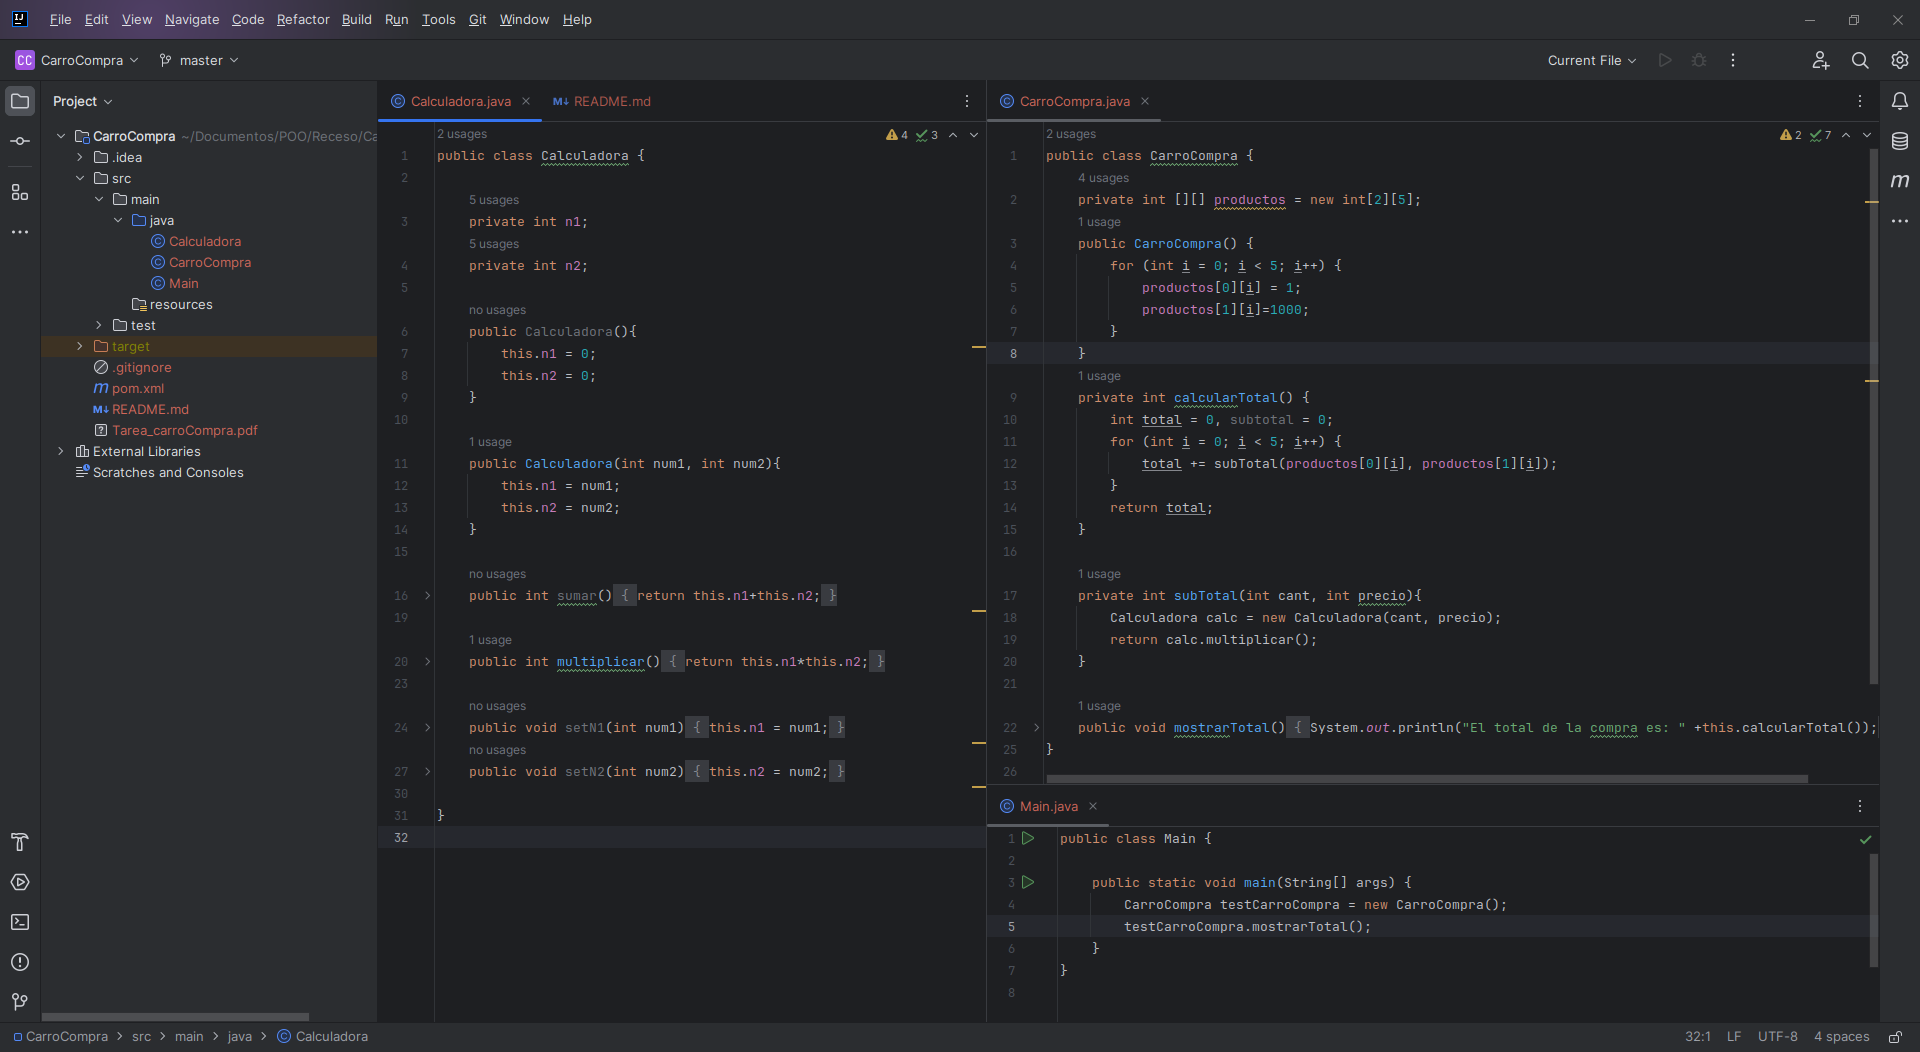 File Edit View Navigate Code Refactor Build Run Tools Git Window Help
CC CarroCompra master Current File
Project
CarroCompra ~/Documentos/POO/Receso/Ca
.idea
src
main
java
Calculadora
CarroCompra
Main
resources
test
target
.gitignore
pom.xml
README.md
Tarea_carroCompra.pdf
External Libraries
Scratches and Consoles
Calculadora.java README.md
2 usages 4 3
1 public class Calculadora {
2
5 usages
3 private int n1;
5 usages
4 private int n2;
5
no usages
6 public Calculadora(){
7 this.n1 = 0;
8 this.n2 = 0;
9 }
10
1 usage
11 public Calculadora(int num1, int num2){
12 this.n1 = num1;
13 this.n2 = num2;
14 }
15
no usages
16 public int sumar() { return this.n1+this.n2; }
19
1 usage
20 public int multiplicar() { return this.n1*this.n2; }
23
no usages
24 public void setN1(int num1) { this.n1 = num1; }
no usages
27 public void setN2(int num2) { this.n2 = num2; }
30
31 }
32
CarroCompra.java
2 usages 2 7
1 public class CarroCompra {
4 usages
2 private int [][] productos = new int[2][5];
1 usage
3 public CarroCompra() {
4 for (int i = 0; i < 5; i++) {
5 productos[0][i] = 1;
6 productos[1][i]=1000;
7 }
8 }
1 usage
9 private int calcularTotal() {
10 int total = 0, subtotal = 0;
11 for (int i = 0; i < 5; i++) {
12 total += subTotal(productos[0][i], productos[1][i]);
13 }
14 return total;
15 }
16
1 usage
17 private int subTotal(int cant, int precio){
18 Calculadora calc = new Calculadora(cant, precio);
19 return calc.multiplicar();
20 }
21
1 usage
22 public void mostrarTotal() { System.out.println("El total de la compra es: " +this.calcularTotal());
25 }
26
Main.java
1 public class Main {
2
3 public static void main(String[] args) {
4 CarroCompra testCarroCompra = new CarroCompra();
5 testCarroCompra.mostrarTotal();
6 }
7 }
8
CarroCompra > src > main > java > Calculadora 32:1 LF UTF-8 4 spaces